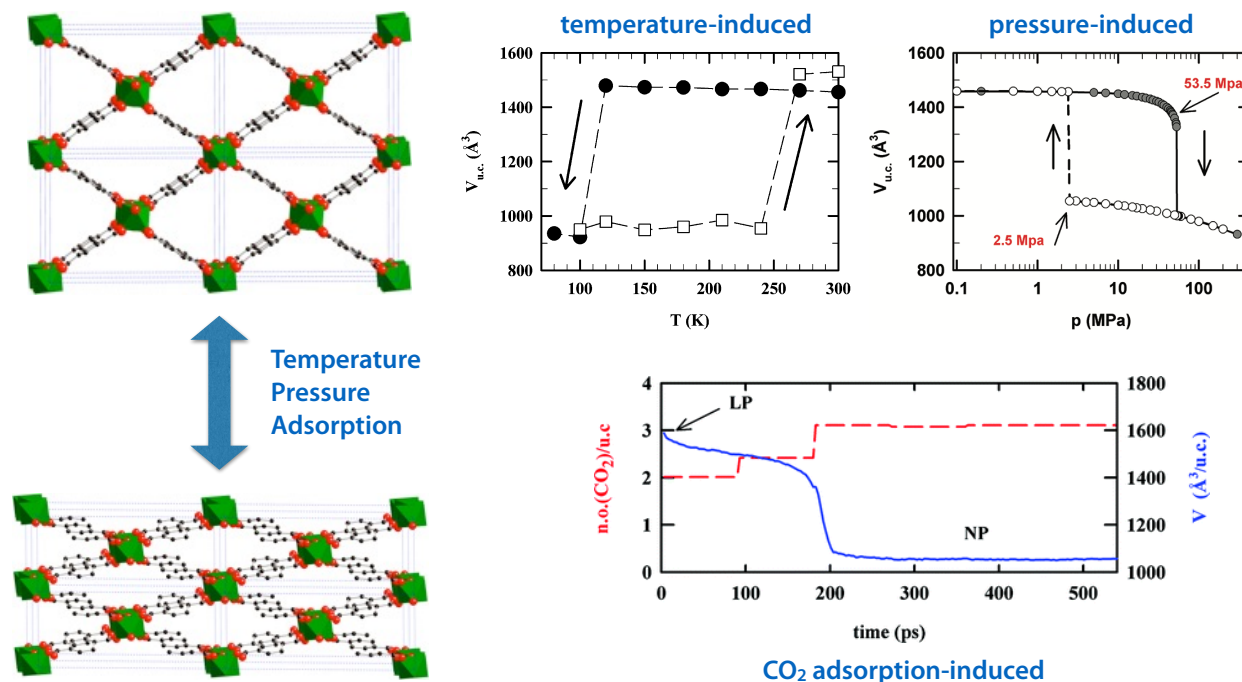 temperature-induced
1600
1400
1200
1000
800
V u.c. (Å³)
100 150 200 250 300
T (K)
pressure-induced
1600
1400
1200
1000
800
V u.c. (Å³)
53.5 Mpa
2.5 Mpa
0.1 1 10 100
p (MPa)
Temperature
Pressure
Adsorption
4
3
2
1
0
n.o.(CO₂)/u.c
LP
NP
1800
1600
1400
1200
1000
V (Å³/u.c.)
0 100 200 300 400 500
time (ps)
CO₂ adsorption-induced